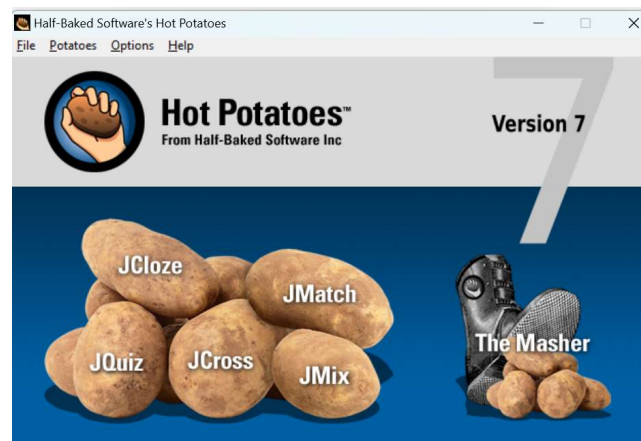 Half-Baked Software's Hot Potatoes
File Potatoes Options Help
Hot Potatoes™
From Half-Baked Software Inc
Version 7
7
JCloze
JMatch
JQuiz
JCross
JMix
The Masher